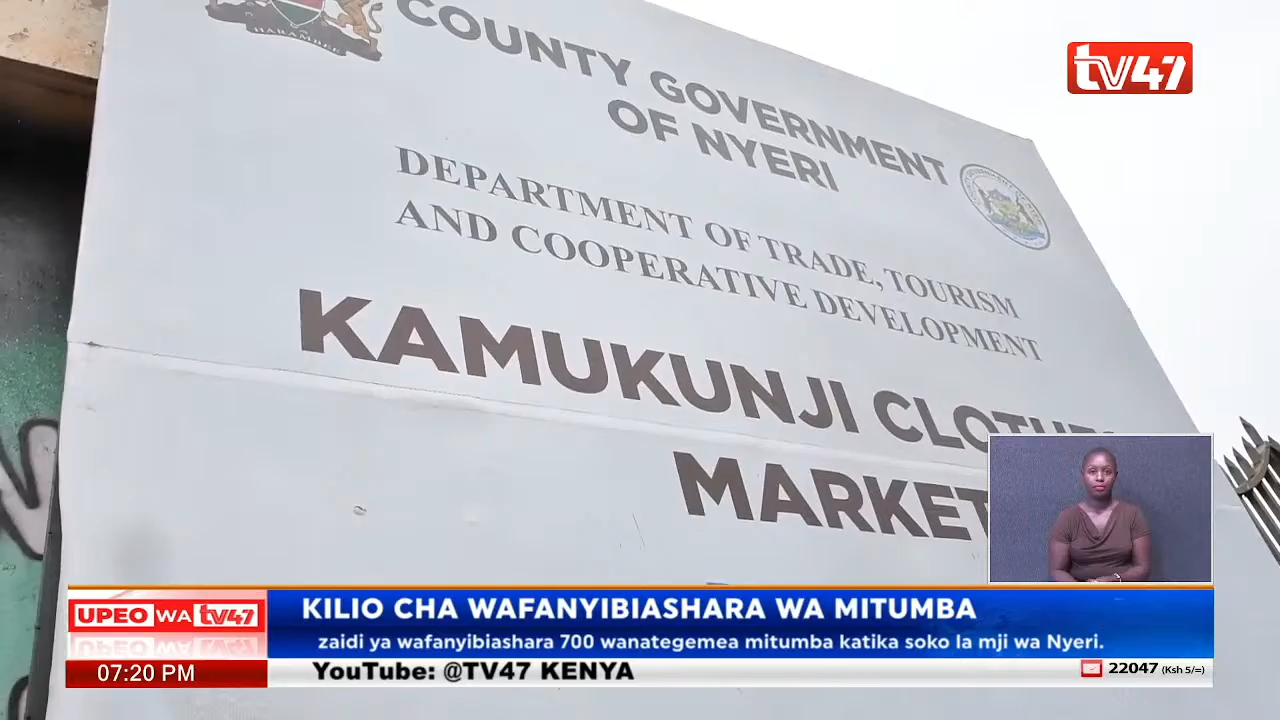 HARAMBEE
COUNTY GOVERNMENT
OF NYERI
DEPARTMENT OF TRADE, TOURISM
AND COOPERATIVE DEVELOPMENT
KAMUKUNJI
MARKET
tv47
UPEO WA tv47
KILIO CHA WAFANYIBIASHARA WA MITUMBA
zaidi ya wafanyibiashara 700 wanategemea mitumba katika soko la mji wa Nyeri.
07:20 PM
YouTube: @TV47 KENYA
22047 (Ksh 5/=)